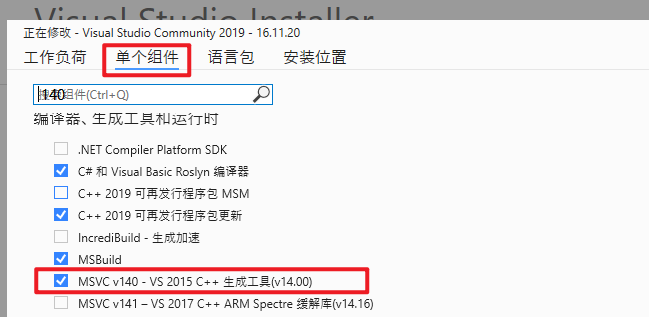 Visual Studio Installer
正在修改 - Visual Studio Community 2019 - 16.11.20
工作负荷 单个组件 语言包 安装位置
140 组件(Ctrl+Q)
编译器、生成工具和运行时
.NET Compiler Platform SDK
C# 和 Visual Basic Roslyn 编译器
C++ 2019 可再发行程序包 MSM
C++ 2019 可再发行程序包更新
IncrediBuild - 生成加速
MSBuild
MSVC v140 - VS 2015 C++ 生成工具(v14.00)
MSVC v141 – VS 2017 C++ ARM Spectre 缓解库(v14.16)